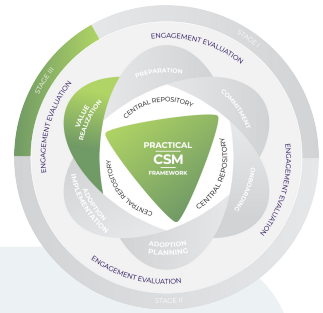 STAGE I
ENGAGEMENT EVALUATION
PREPARATION
COMMITMENT
ONBOARDING
ENGAGEMENT EVALUATION
ADOPTION
PLANNING
ENGAGEMENT EVALUATION
STAGE II
ADOPTION
IMPLEMENTATION
VALUE
REALIZATION
ENGAGEMENT EVALUATION
STAGE III
CENTRAL REPOSITORY
CENTRAL REPOSITORY
CENTRAL REPOSITORY
PRACTICAL
CSM
FRAMEWORK